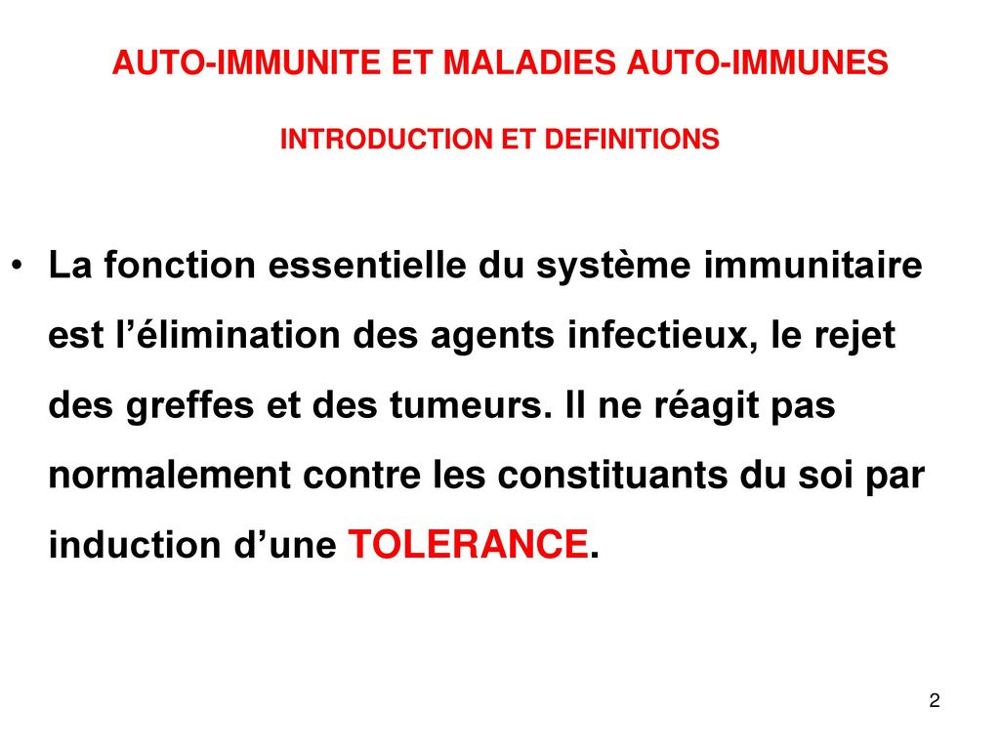 AUTO-IMMUNITE ET MALADIES AUTO-IMMUNES
INTRODUCTION ET DEFINITIONS
• La fonction essentielle du système immunitaire
est l’élimination des agents infectieux, le rejet
des greffes et des tumeurs. Il ne réagit pas
normalement contre les constituants du soi par
induction d’une TOLERANCE.
2